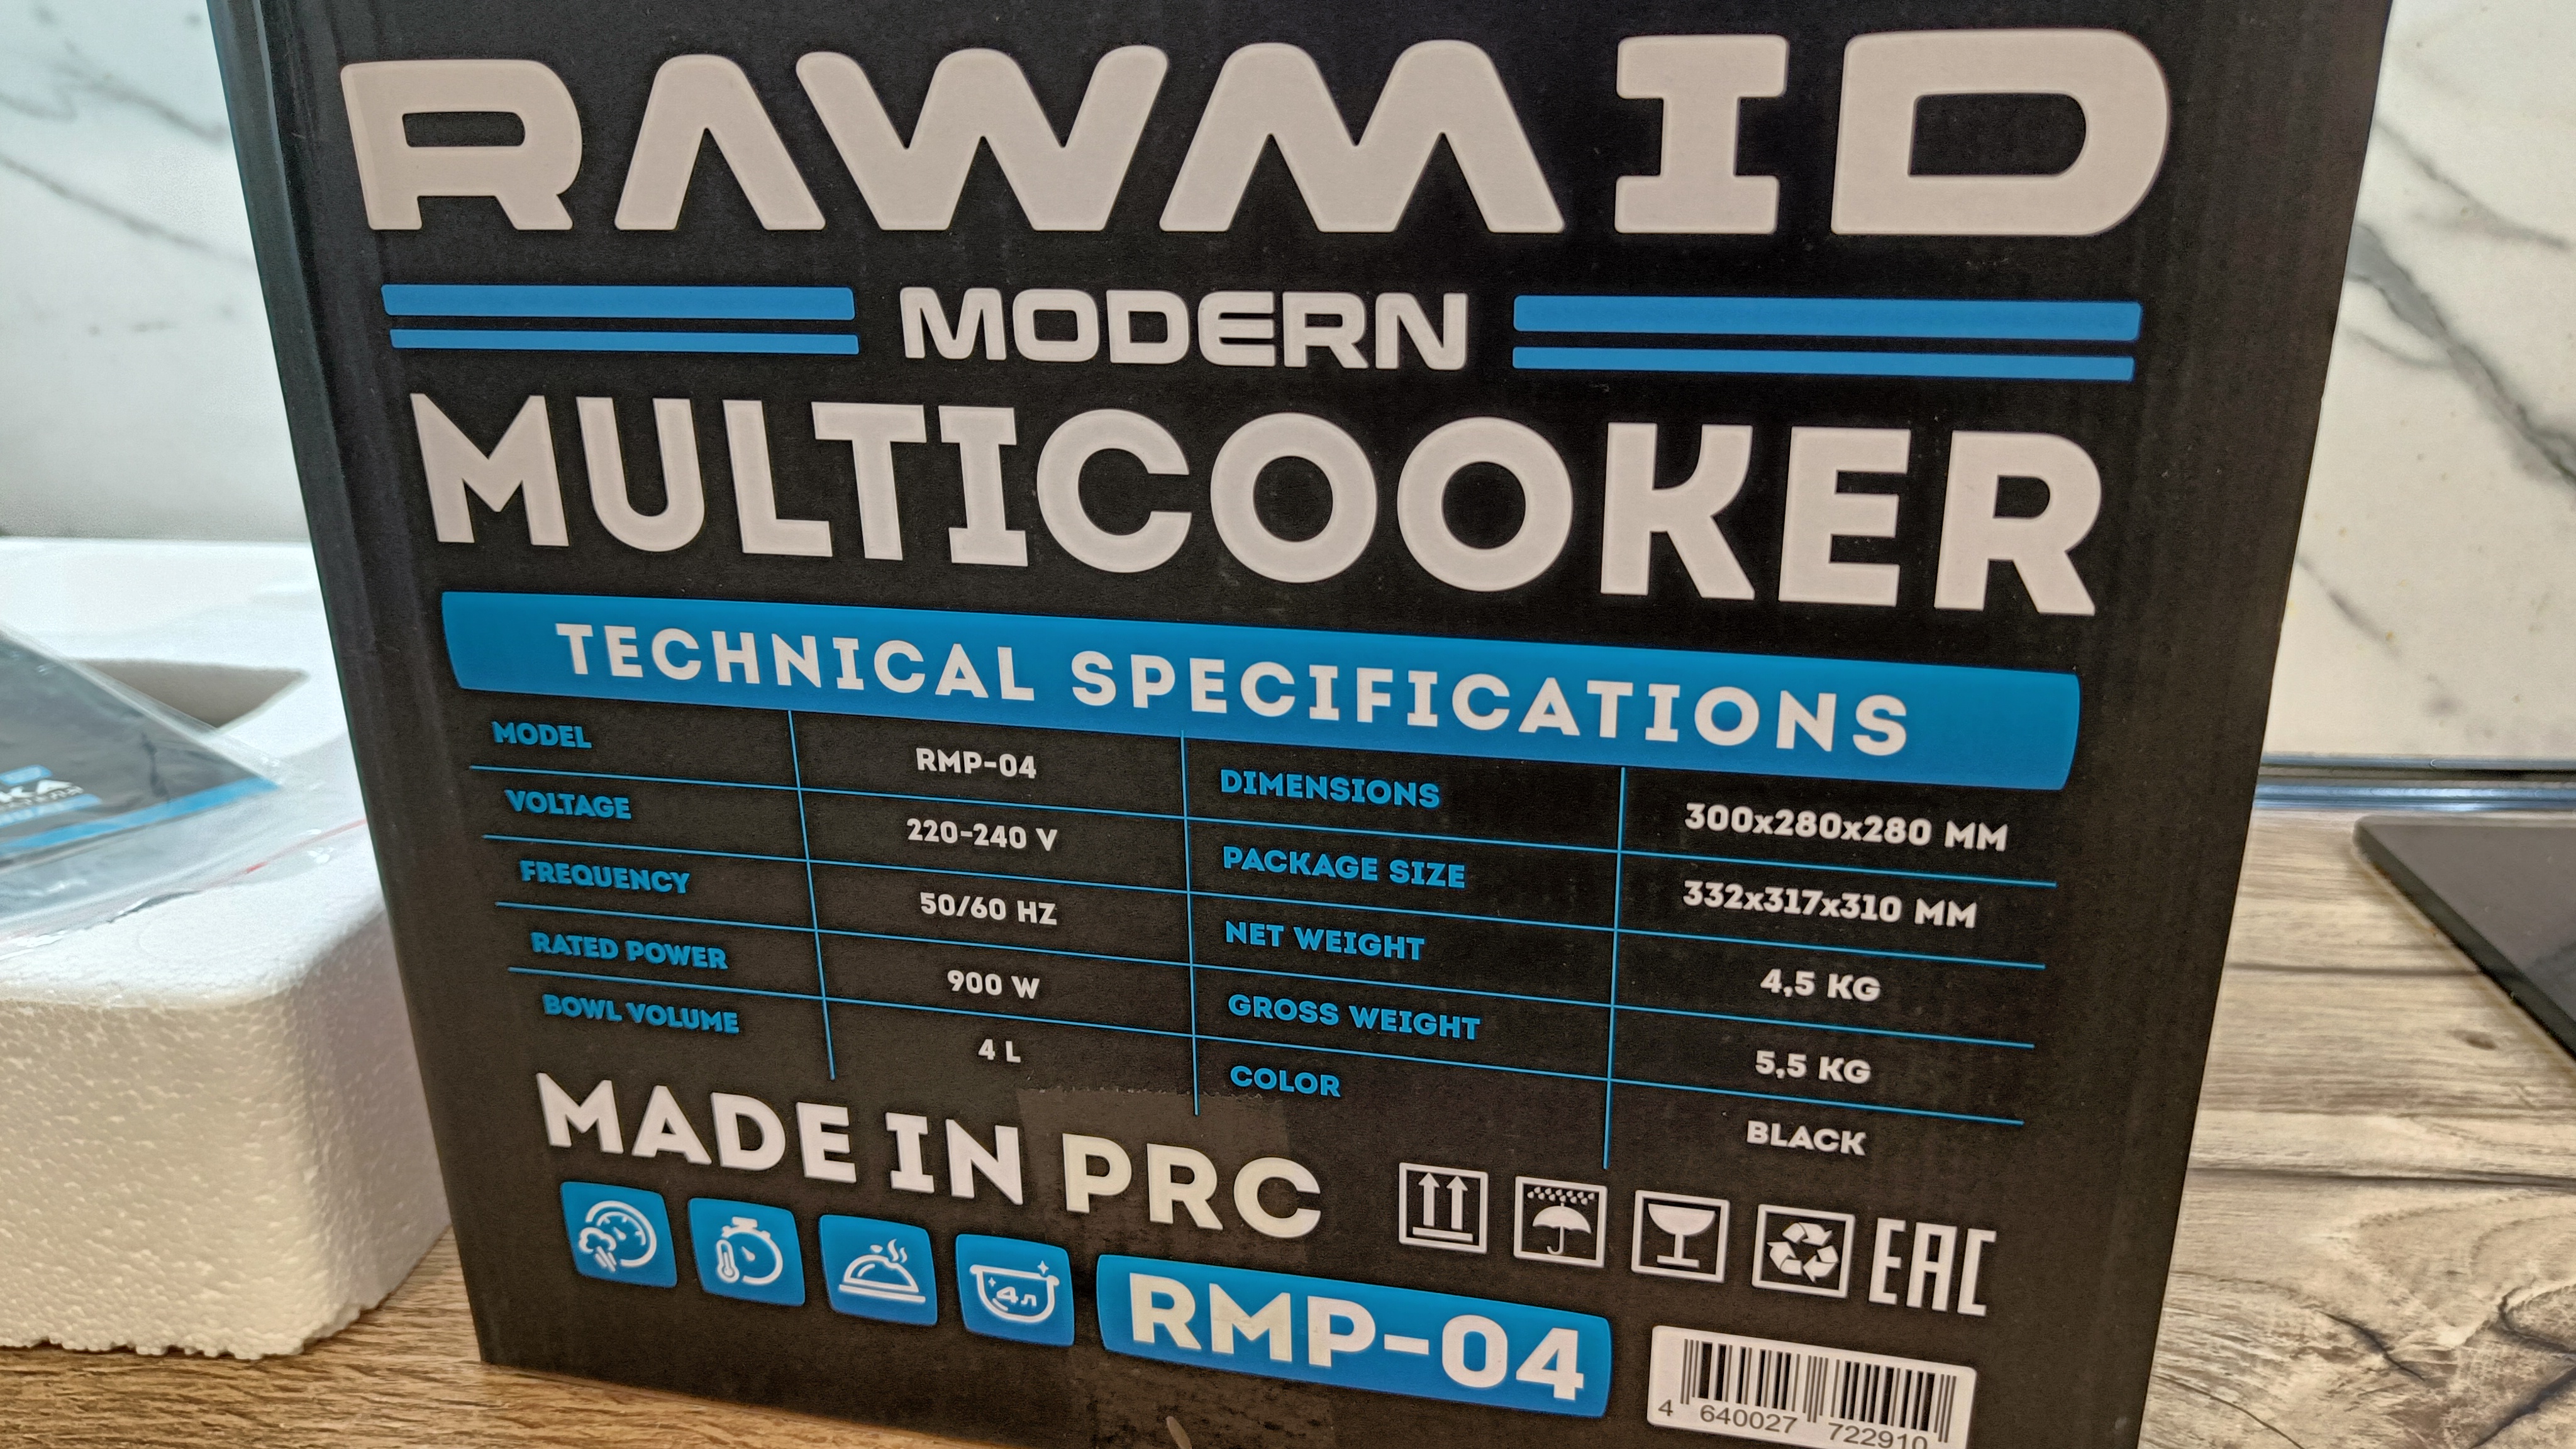 RAWMID
MODERN
MULTICOOKER
TECHNICAL SPECIFICATIONS
MODEL RMP-04
VOLTAGE 220-240 V
FREQUENCY 50/60 HZ
RATED POWER 900 W
BOWL VOLUME 4 L
DIMENSIONS 300x280x280 MM
PACKAGE SIZE 332x317x310 MM
NET WEIGHT 4,5 KG
GROSS WEIGHT 5,5 KG
COLOR BLACK
MADE IN PRC
EAC
4л
RMP-04
4 640027 722910